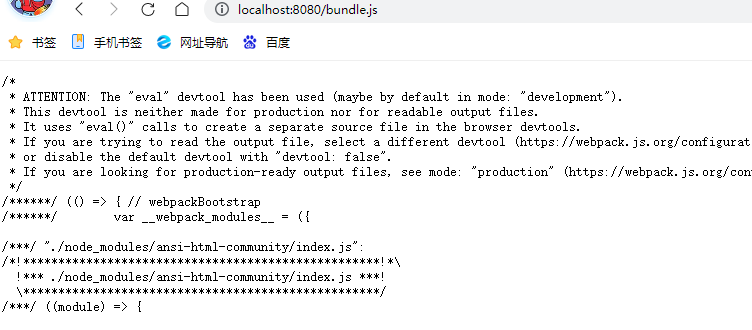 localhost:8080/bundle.js
书签 手机书签 网址导航 百度
/*
 * ATTENTION: The "eval" devtool has been used (maybe by default in mode: "development").
 * This devtool is neither made for production nor for readable output files.
 * It uses "eval()" calls to create a separate source file in the browser devtools.
 * If you are trying to read the output file, select a different devtool (https://webpack.js.org/configurat
 * or disable the default devtool with "devtool: false".
 * If you are looking for production-ready output files, see mode: "production" (https://webpack.js.org/con
 */
/******/ (() => { // webpackBootstrap
/******/ 	var __webpack_modules__ = ({
/***/ "./node_modules/ansi-html-community/index.js":
/*!***************************************************!*\
  !*** ./node_modules/ansi-html-community/index.js ***!
  \***************************************************/
/***/ ((module) => {